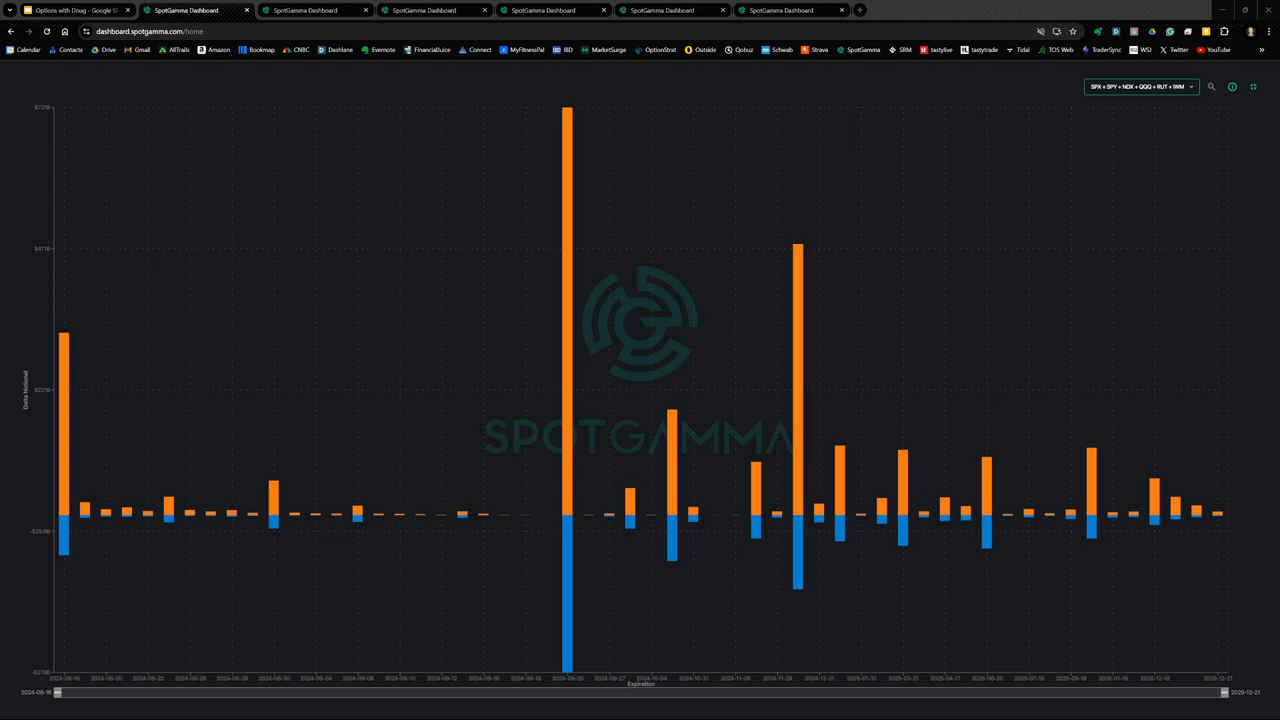 Options with Doug - Google Sl
SpotGamma Dashboard
SpotGamma Dashboard
SpotGamma Dashboard
SpotGamma Dashboard
SpotGamma Dashboard
SpotGamma Dashboard
dashboard.spotgamma.com/home
Calendar Contacts Drive Gmail AllTrails Amazon Bookmap CNBC Dashlane Evernote FinancialJuice Connect MyFitnessPal IBD MarketSurge OptionStrat Outside Qobuz Schwab Strava SpotGamma SRM tastylive tastytrade Tidal TOS Web TraderSync WSJ Twitter YouTube
SPX + SPY + NDX + QQQ + RUT + IWM
$721B
$471B
$221B
Delta Notional
-$28.8B
-$279B
SPOTGAMMA
2024-08-16 2024-08-20 2024-08-22 2024-08-26 2024-08-28 2024-08-30 2024-09-04 2024-09-06 2024-09-10 2024-09-12 2024-09-16 2024-09-18 2024-09-20 2024-09-27 2024-10-04 2024-10-31 2024-11-08 2024-11-29 2024-12-31 2025-01-31 2025-03-21 2025-04-17 2025-06-20 2025-07-18 2025-09-19 2026-01-16 2026-12-18 2029-12-21
Expiration
2024-08-16 2029-12-21